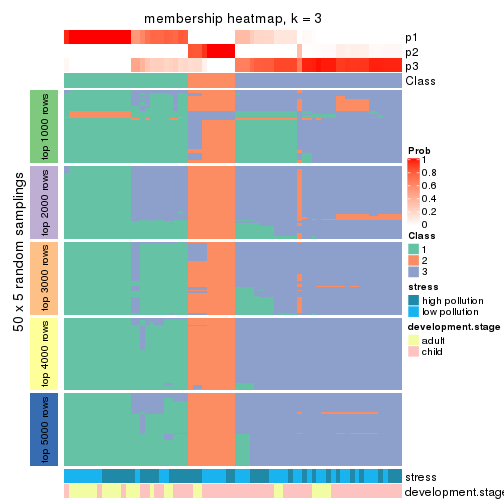 membership heatmap, k = 3
p1
p2
p3
Class
50 x 5 random samplings
top 1000 rows
top 2000 rows
top 3000 rows
top 4000 rows
top 5000 rows
stress
development.stage
Prob
1
0.8
0.6
0.4
0.2
0
Class
1
2
3
stress
high pollution
low pollution
development.stage
adult
child